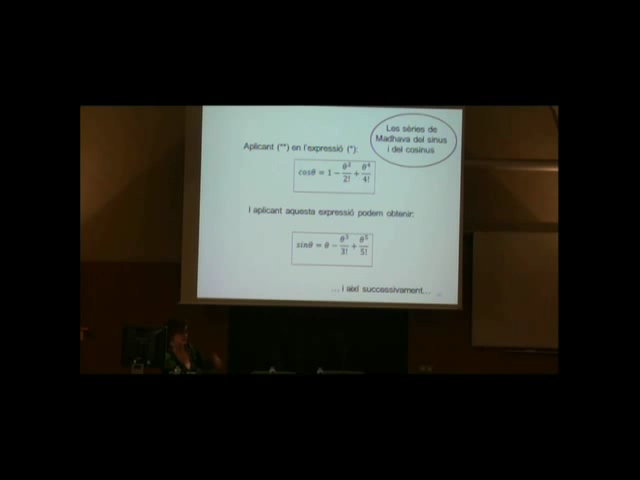 Les sèries de
Madhava del sinus
i del cosinus
Aplicant (**) en l'expressió (*):
cosθ = 1 − θ²/2! + θ⁴/4!
I aplicant aquesta expressió podem obtenir:
sinθ = θ − θ³/3! + θ⁵/5!
... i així successivament...